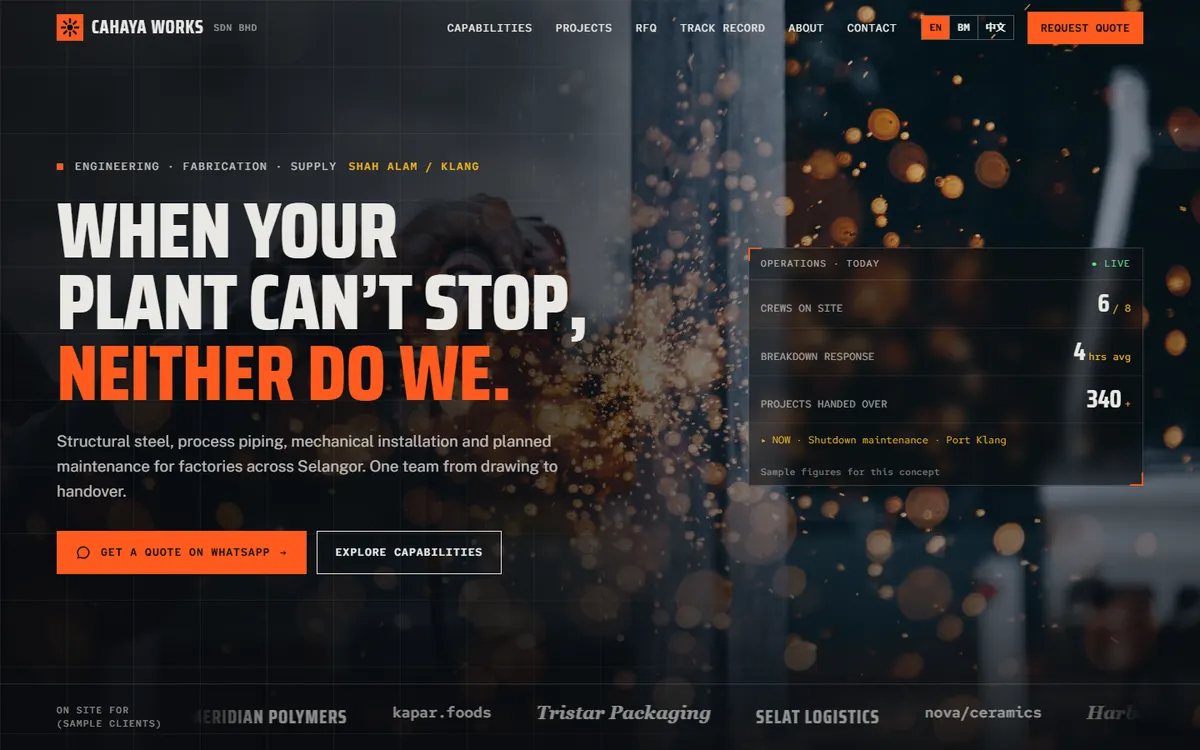 CAHAYA WORKS SDN BHD
CAPABILITIES PROJECTS RFQ TRACK RECORD ABOUT CONTACT EN BM 中文 REQUEST QUOTE
ENGINEERING · FABRICATION · SUPPLY SHAH ALAM / KLANG
WHEN YOUR
PLANT CAN’T STOP,
NEITHER DO WE.
Structural steel, process piping, mechanical installation and planned
maintenance for factories across Selangor. One team from drawing to
handover.
GET A QUOTE ON WHATSAPP → EXPLORE CAPABILITIES
OPERATIONS · TODAY ● LIVE
CREWS ON SITE 6 / 8
BREAKDOWN RESPONSE 4 hrs avg
PROJECTS HANDED OVER 340 +
▸ NOW · Shutdown maintenance · Port Klang
Sample figures for this concept
ON SITE FOR
(SAMPLE CLIENTS)
ERIDIAN POLYMERS kapar.foods Tristar Packaging SELAT LOGISTICS nova/ceramics Harb